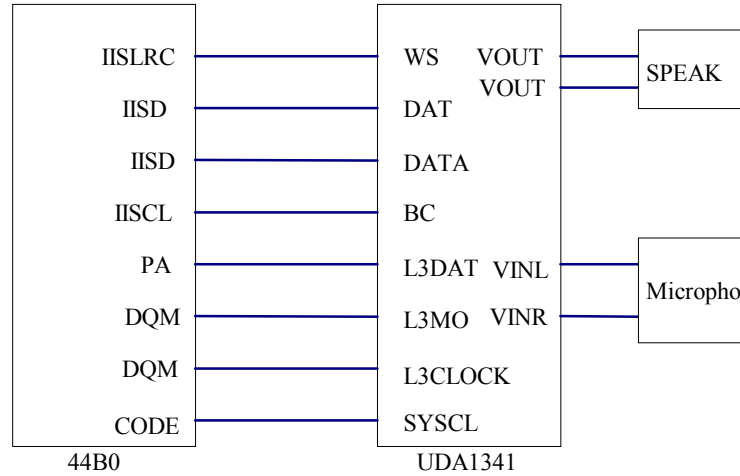 IISLRC WS VOUT
SPEAK
VOUT
IISD DAT
IISD DATA
IISCL BC
PA L3DAT VINL
Micropho
DQM L3MO VINR
DQM L3CLOCK
CODE SYSCL
44B0 UDA1341